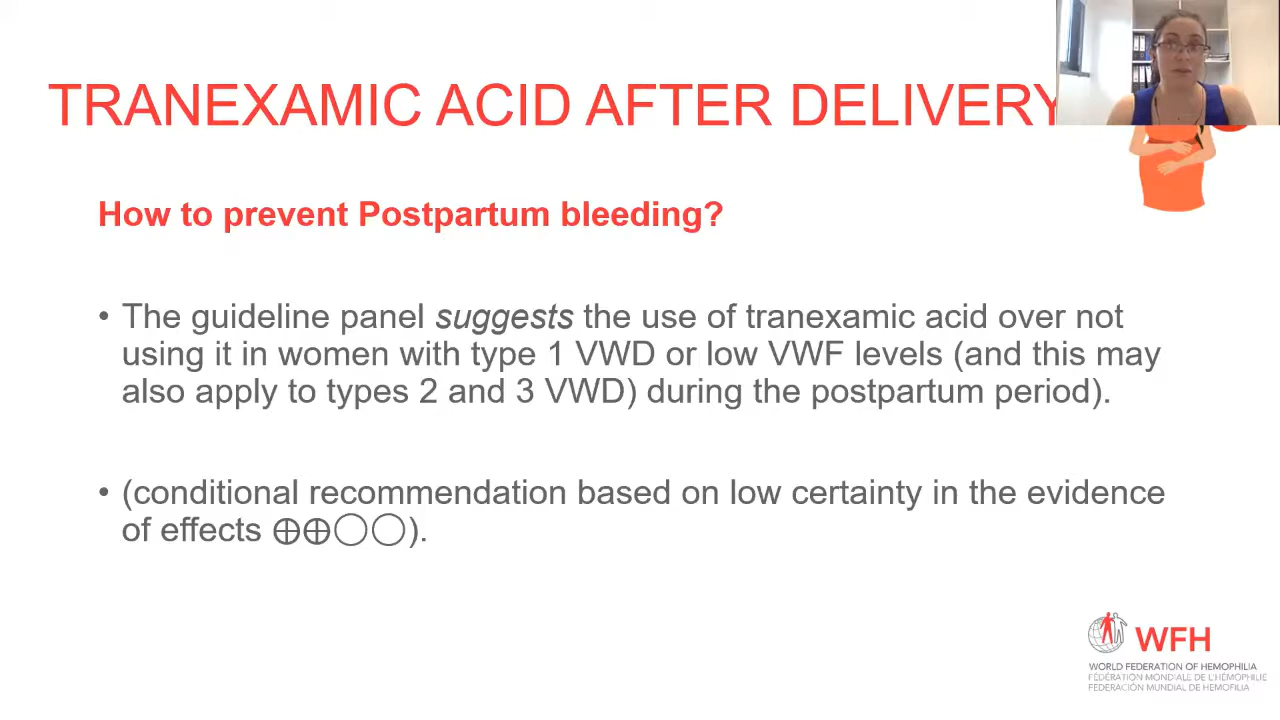 TRANEXAMIC ACID AFTER DELIVERY
How to prevent Postpartum bleeding?
• The guideline panel suggests the use of tranexamic acid over not
using it in women with type 1 VWD or low VWF levels (and this may
also apply to types 2 and 3 VWD) during the postpartum period).
• (conditional recommendation based on low certainty in the evidence
of effects ⊕⊕◯◯).
WFH
WORLD FEDERATION OF HEMOPHILIA
FÉDÉRATION MONDIALE DE L'HÉMOPHILIE
FEDERACIÓN MUNDIAL DE HEMOFILIA